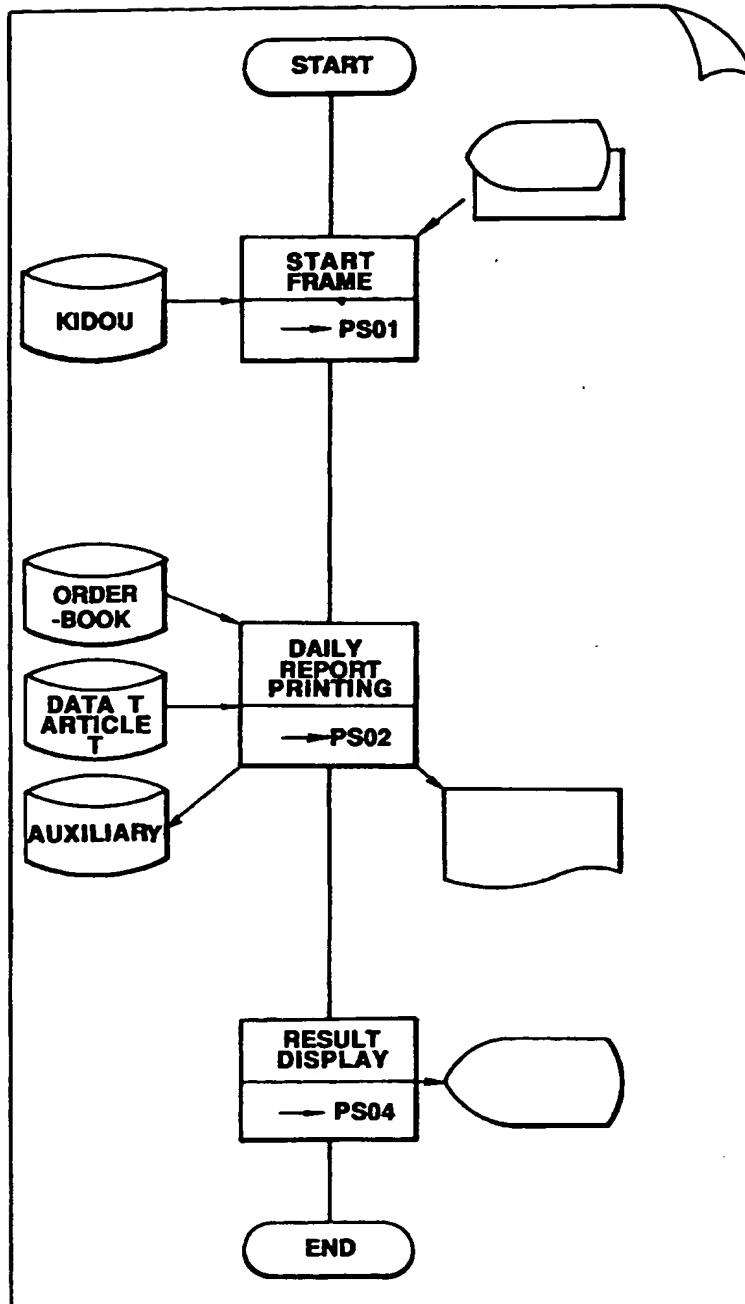 START
START
FRAME
KIDOU
PS01
ORDER
-BOOK
DAILY
REPORT
PRINTING
DATA T
ARTICLE
T
PS02
AUXILIARY
RESULT
DISPLAY
PS04
END